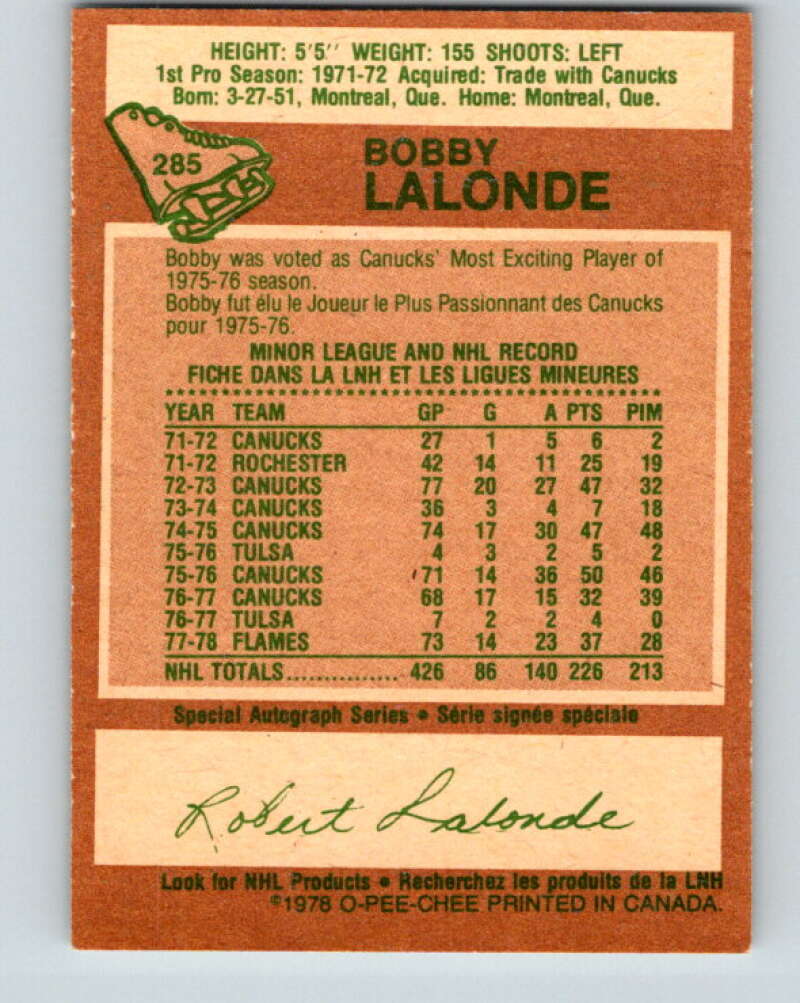 HEIGHT: 5'5'' WEIGHT: 155 SHOOTS: LEFT
1st Pro Season: 1971-72 Acquired: Trade with Canucks
Born: 3-27-51, Montreal, Que. Home: Montreal, Que.
285
BOBBY
LALONDE
Bobby was voted as Canucks' Most Exciting Player of
1975-76 season.
Bobby fut élu le Joueur le Plus Passionnant des Canucks
pour 1975-76.
MINOR LEAGUE AND NHL RECORD
FICHE DANS LA LNH ET LES LIGUES MINEURES
YEAR TEAM GP G A PTS PIM
71-72 CANUCKS 27 1 5 6 2
71-72 ROCHESTER 42 14 11 25 19
72-73 CANUCKS 77 20 27 47 32
73-74 CANUCKS 36 3 4 7 18
74-75 CANUCKS 74 17 30 47 48
75-76 TULSA 4 3 2 5 2
75-76 CANUCKS 71 14 36 50 46
76-77 CANUCKS 68 17 15 32 39
76-77 TULSA 7 2 2 4 0
77-78 FLAMES 73 14 23 37 28
NHL TOTALS............... 426 86 140 226 213
Special Autograph Series • Série signée spéciale
Robert Lalonde
Look for NHL Products • Recherchez les produits de la LNH
©1978 O-PEE-CHEE PRINTED IN CANADA.